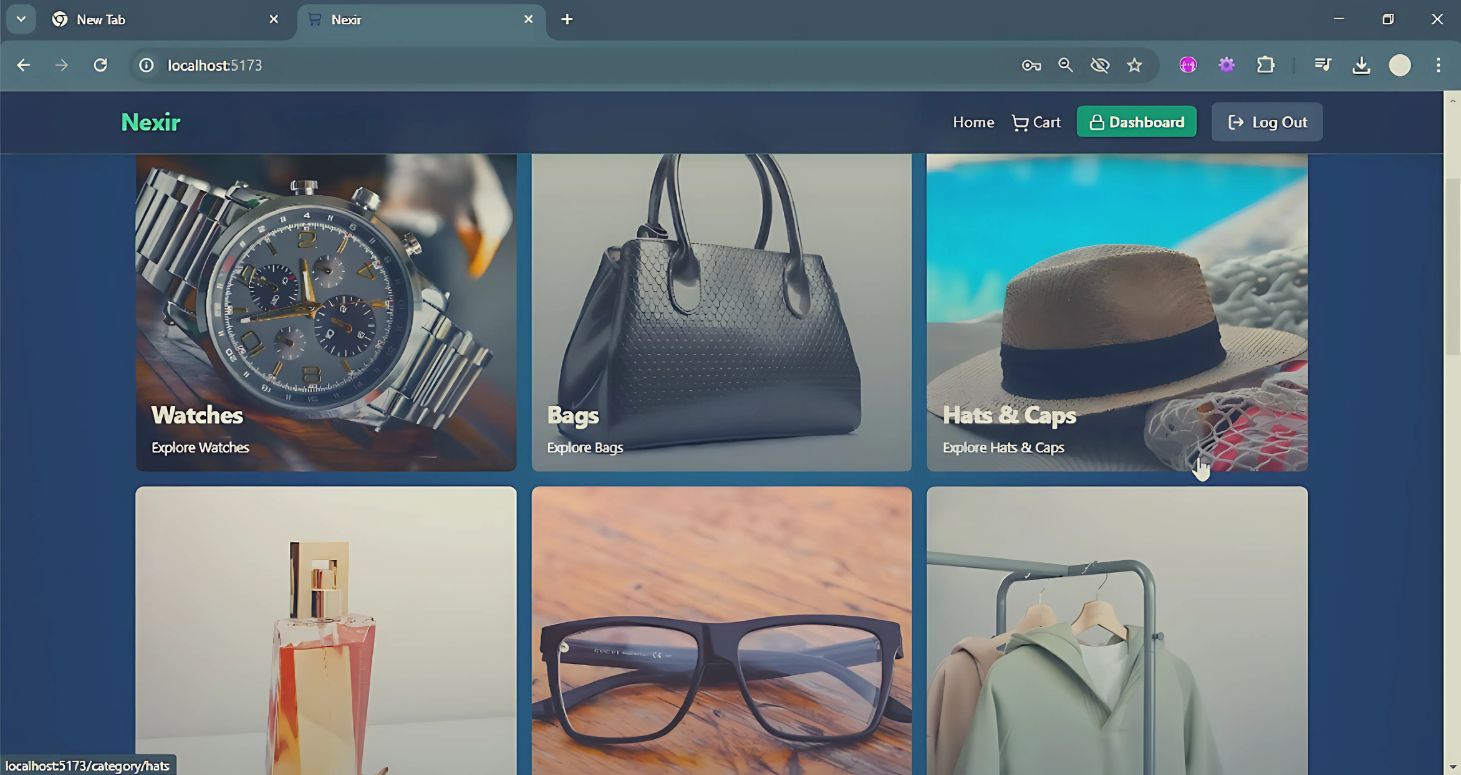 New Tab
Nexir
localhost:5173
Nexir
Home
Cart
Dashboard
Log Out
Watches
Explore Watches
Bags
Explore Bags
Hats & Caps
Explore Hats & Caps
GUCCI
localhost:5173/category/hats